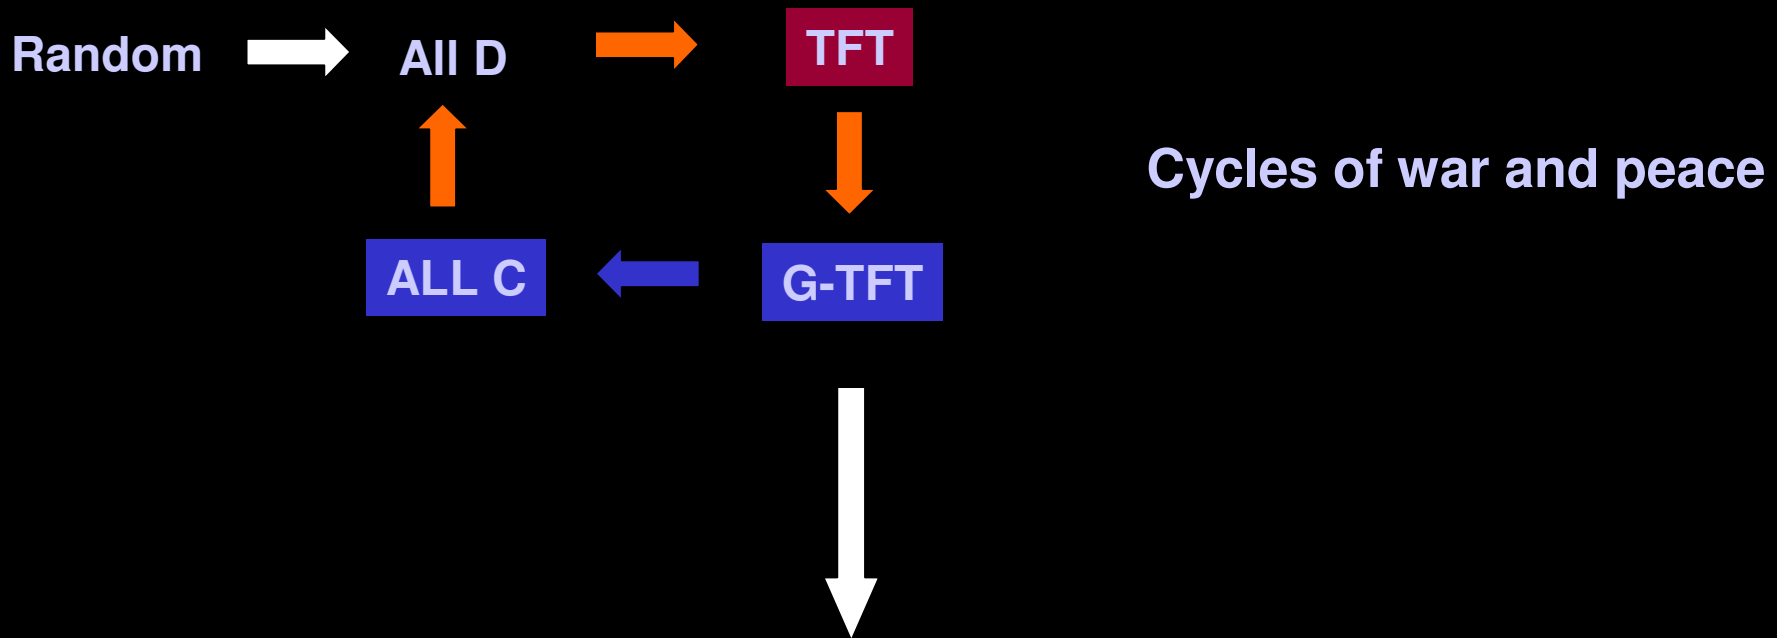 Random
All D
TFT
Cycles of war and peace
ALL C
G-TFT